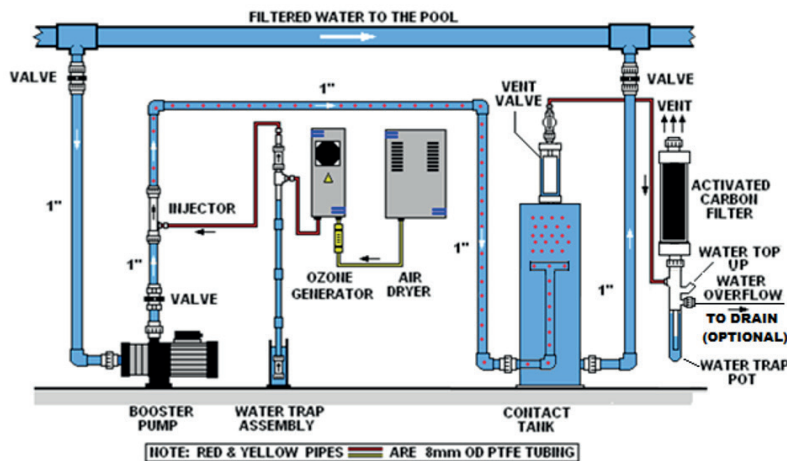 FILTERED WATER TO THE POOL
VALVE
1"
VENT
VALVE
VALVE
VENT
1"
INJECTOR
1"
VALVE
OZONE
GENERATOR
AIR
DRYER
1"
1"
ACTIVATED
CARBON
FILTER
WATER TOP
UP
WATER
OVERFLOW
TO DRAIN
(OPTIONAL)
WATER TRAP
POT
BOOSTER
PUMP
WATER TRAP
ASSEMBLY
CONTACT
TANK
NOTE: RED & YELLOW PIPES ARE 8mm OD PTFE TUBING